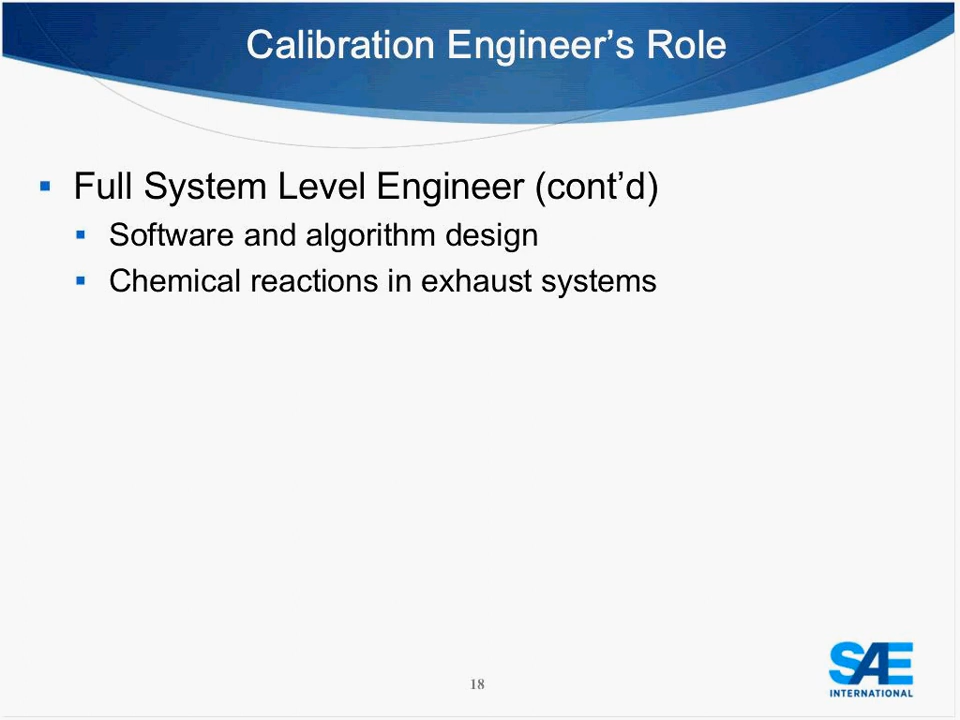 Calibration Engineer’s Role
Full System Level Engineer (cont’d)
Software and algorithm design
Chemical reactions in exhaust systems
18
SAE
INTERNATIONAL